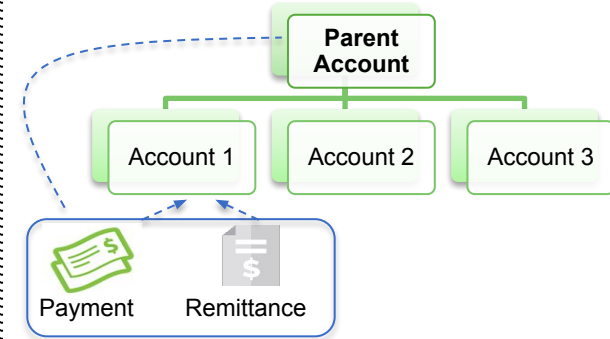 Parent
Account
Account 1
Account 2
Account 3
$
$
Payment
Remittance